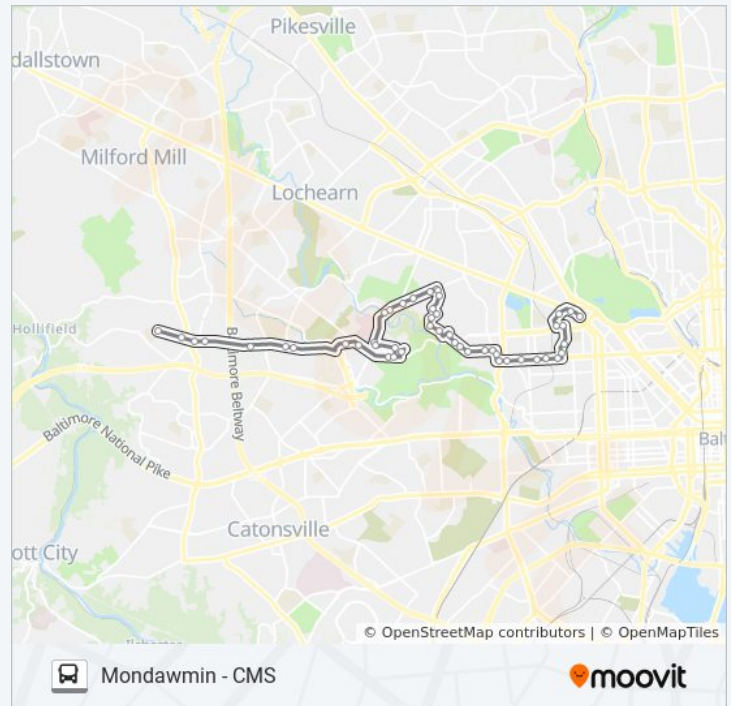 Pikesville
dallstown
Milford Mill
Lochearn
Hollifield
Baltimore Beltway
Baltimore National Pike
Balt
Catonsville
ott City
Ilchester
© OpenStreetMap contributors | © OpenMapTiles
Mondawmin - CMS
moovit